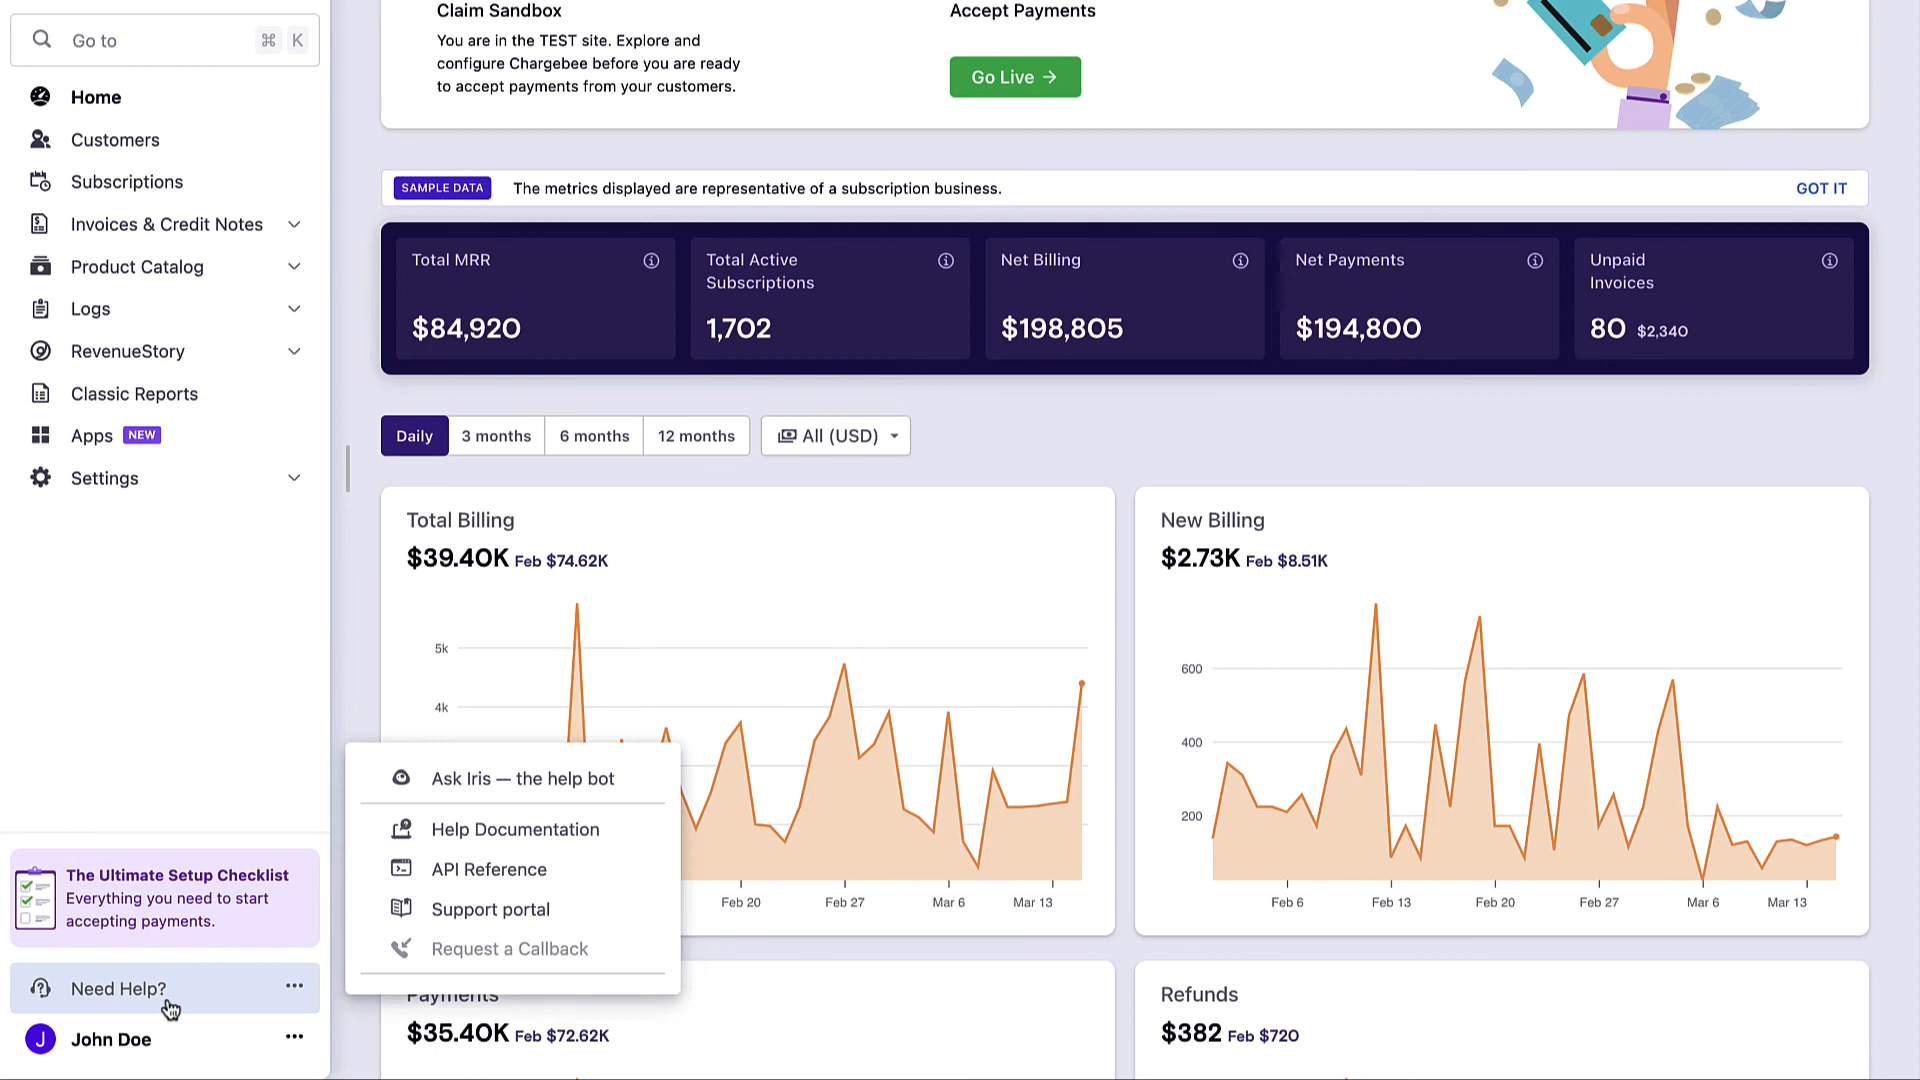 Go to
⌘ K
Home
Customers
Subscriptions
Invoices & Credit Notes
Product Catalog
Logs
RevenueStory
Classic Reports
Apps NEW
Settings
The Ultimate Setup Checklist
Everything you need to start
accepting payments.
Need Help?
J John Doe
Claim Sandbox
You are in the TEST site. Explore and
configure Chargebee before you are ready
to accept payments from your customers.
Accept Payments
Go Live →
SAMPLE DATA The metrics displayed are representative of a subscription business. GOT IT
Total MRR
$84,920
Total Active
Subscriptions
1,702
Net Billing
$198,805
Net Payments
$194,800
Unpaid
Invoices
80 $2,340
Daily 3 months 6 months 12 months All (USD)
Total Billing
$39.40K Feb $74.62K
5k
4k
Feb 20 Feb 27 Mar 6 Mar 13
New Billing
$2.73K Feb $8.51K
600
400
200
Feb 6 Feb 13 Feb 20 Feb 27 Mar 6 Mar 13
Ask Iris — the help bot
Help Documentation
API Reference
Support portal
Request a Callback
Payments
$35.40K Feb $72.62K
Refunds
$382 Feb $720